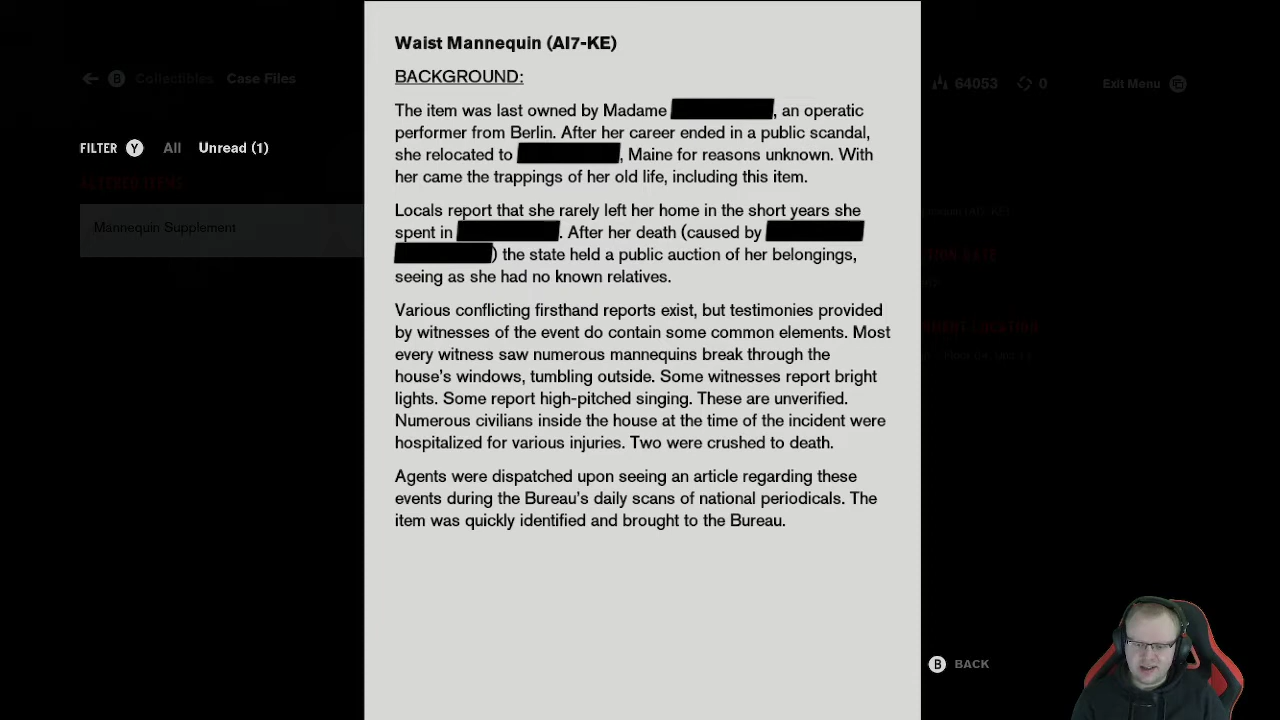 Waist Mannequin (AI7-KE)
BACKGROUND:
The item was last owned by Madame , an operatic
performer from Berlin. After her career ended in a public scandal,
she relocated to , Maine for reasons unknown. With
her came the trappings of her old life, including this item.
Locals report that she rarely left her home in the short years she
spent in . After her death (caused by
) the state held a public auction of her belongings,
seeing as she had no known relatives.
Various conflicting firsthand reports exist, but testimonies provided
by witnesses of the event do contain some common elements. Most
every witness saw numerous mannequins break through the
house's windows, tumbling outside. Some witnesses report bright
lights. Some report high-pitched singing. These are unverified.
Numerous civilians inside the house at the time of the incident were
hospitalized for various injuries. Two were crushed to death.
Agents were dispatched upon seeing an article regarding these
events during the Bureau's daily scans of national periodicals. The
item was quickly identified and brought to the Bureau.
B Collectibles Case Files
FILTER Y All Unread (1)
ALTERED ITEMS
Mannequin Supplement
64053 0 Exit Menu
B BACK